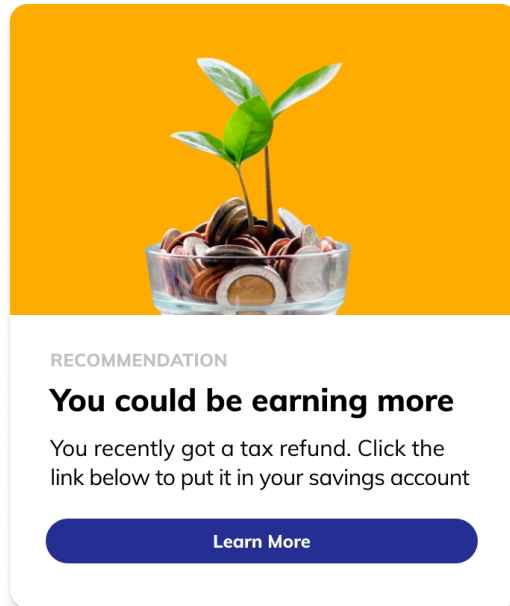 RECOMMENDATION
You could be earning more
You recently got a tax refund. Click the
link below to put it in your savings account
Learn More